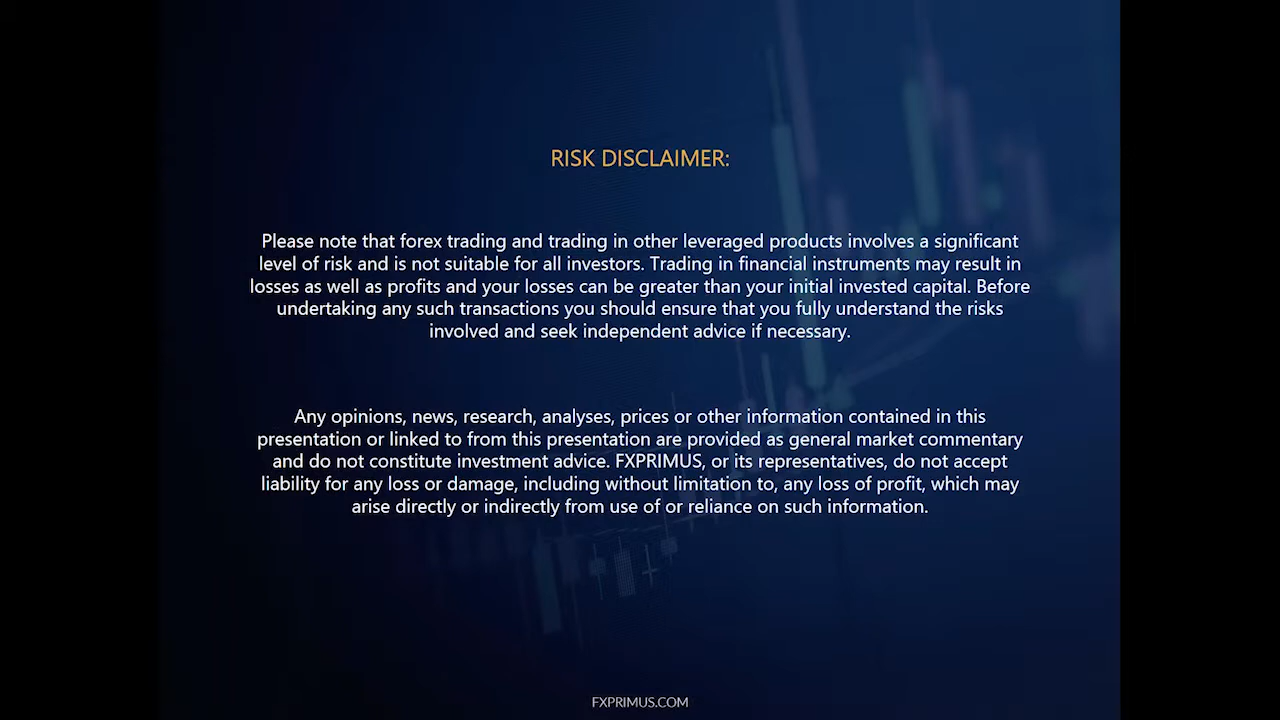 RISK DISCLAIMER:
Please note that forex trading and trading in other leveraged products involves a significant
level of risk and is not suitable for all investors. Trading in financial instruments may result in
losses as well as profits and your losses can be greater than your initial invested capital. Before
undertaking any such transactions you should ensure that you fully understand the risks
involved and seek independent advice if necessary.
Any opinions, news, research, analyses, prices or other information contained in this
presentation or linked to from this presentation are provided as general market commentary
and do not constitute investment advice. FXPRIMUS, or its representatives, do not accept
liability for any loss or damage, including without limitation to, any loss of profit, which may
arise directly or indirectly from use of or reliance on such information.
FXPRIMUS.COM